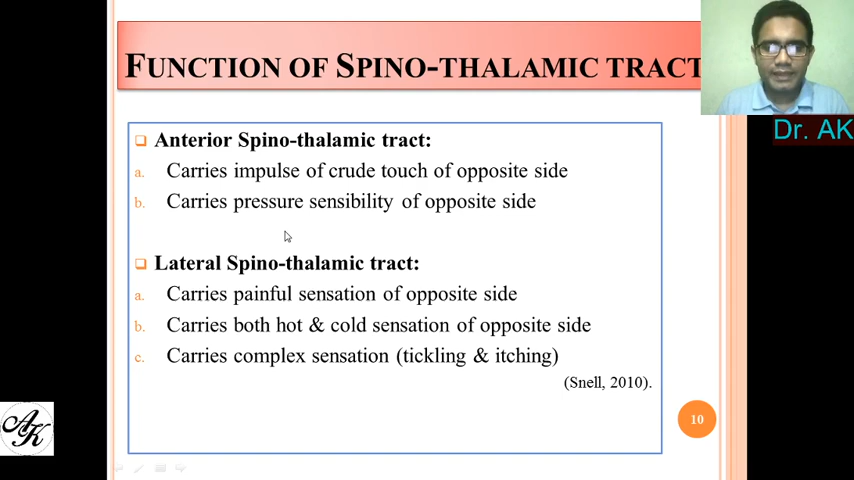 FUNCTION OF SPINO-THALAMIC TRACT
Dr. AK
❑ Anterior Spino-thalamic tract:
a. Carries impulse of crude touch of opposite side
b. Carries pressure sensibility of opposite side
❑ Lateral Spino-thalamic tract:
a. Carries painful sensation of opposite side
b. Carries both hot & cold sensation of opposite side
c. Carries complex sensation (tickling & itching)
(Snell, 2010).
AK
10